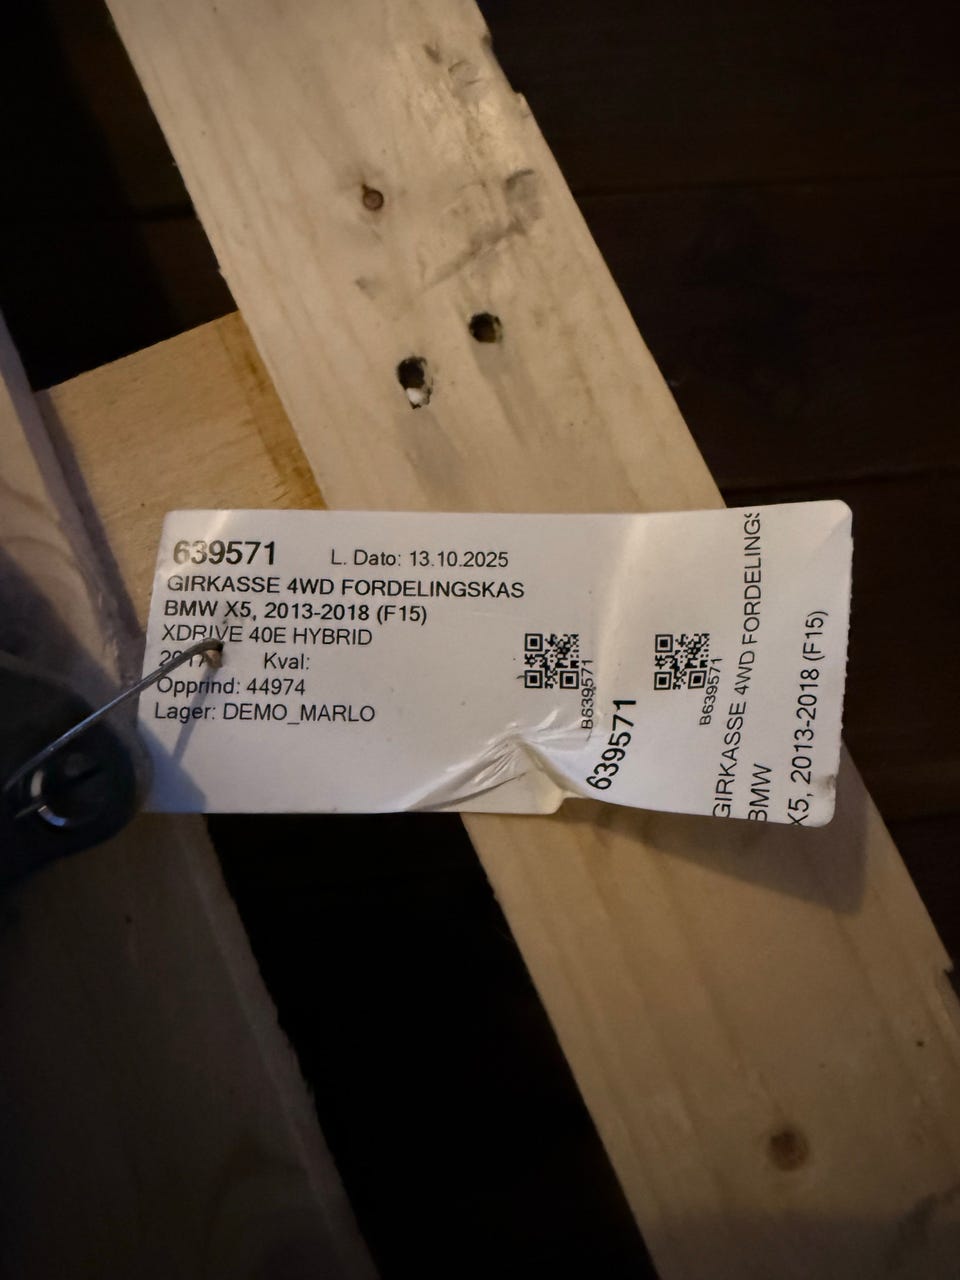 639571 L. Dato: 13.10.2025
GIRKASSE 4WD FORDELINGSKAS
BMW X5, 2013-2018 (F15)
XDRIVE 40E HYBRID
2017 Kval:
Opprind: 44974
Lager: DEMO_MARLO
B639571
639571
B639571
GIRKASSE 4WD FORDELINGS
BMW
X5, 2013-2018 (F15)